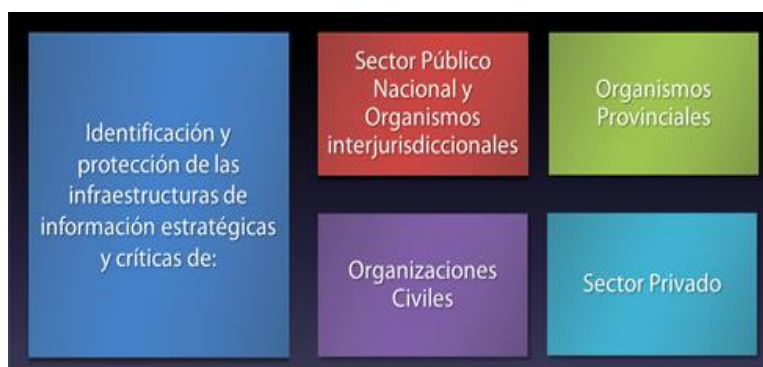 Identificación y
protección de las
infraestructuras de
información estratégicas
y críticas de:
Sector Público
Nacional y
Organismos
interjurisdiccionales
Organismos
Provinciales
Organizaciones
Civiles
Sector Privado